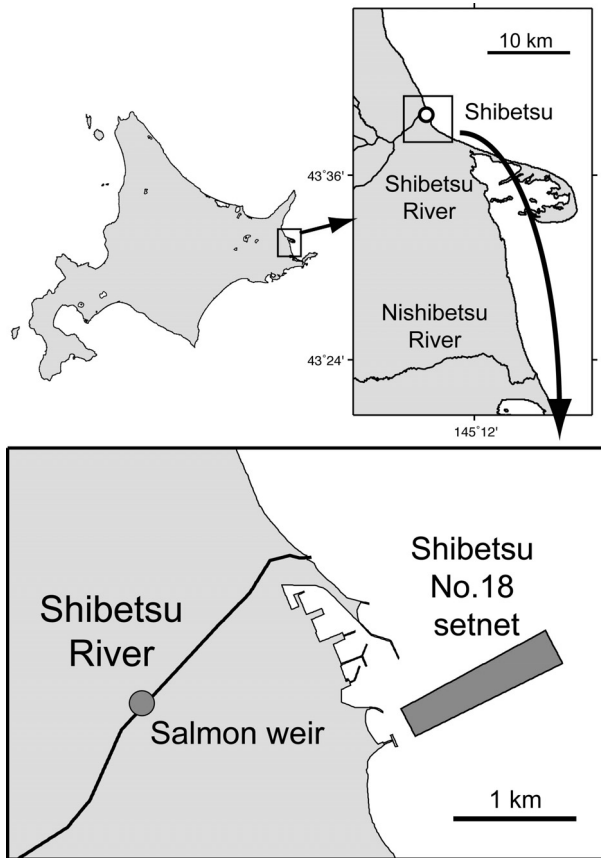 10 km
Shibetsu
43°36'
Shibetsu
River
Nishibetsu
River
43°24'
145°12'
Shibetsu
No.18
setnet
Shibetsu
River
Salmon weir
1 km